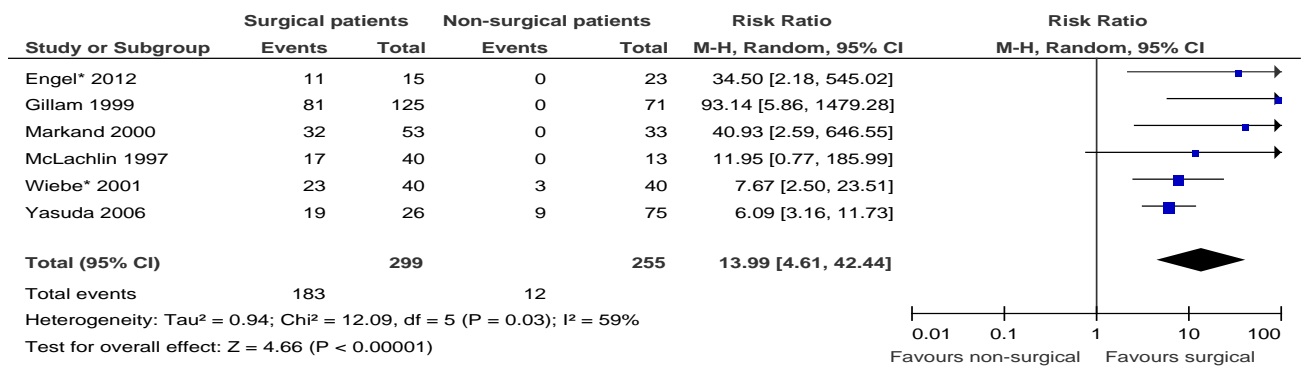 Surgical patients Non-surgical patients Risk Ratio Risk Ratio
Study or Subgroup Events Total Events Total M-H, Random, 95% CI M-H, Random, 95% CI
Engel* 2012 11 15 0 23 34.50 [2.18, 545.02]
Gillam 1999 81 125 0 71 93.14 [5.86, 1479.28]
Markand 2000 32 53 0 33 40.93 [2.59, 646.55]
McLachlin 1997 17 40 0 13 11.95 [0.77, 185.99]
Wiebe* 2001 23 40 3 40 7.67 [2.50, 23.51]
Yasuda 2006 19 26 9 75 6.09 [3.16, 11.73]
Total (95% CI) 299 255 13.99 [4.61, 42.44]
Total events 183 12
Heterogeneity: Tau² = 0.94; Chi² = 12.09, df = 5 (P = 0.03); I² = 59%
Test for overall effect: Z = 4.66 (P < 0.00001)
0.01 0.1 1 10 100
Favours non-surgical Favours surgical